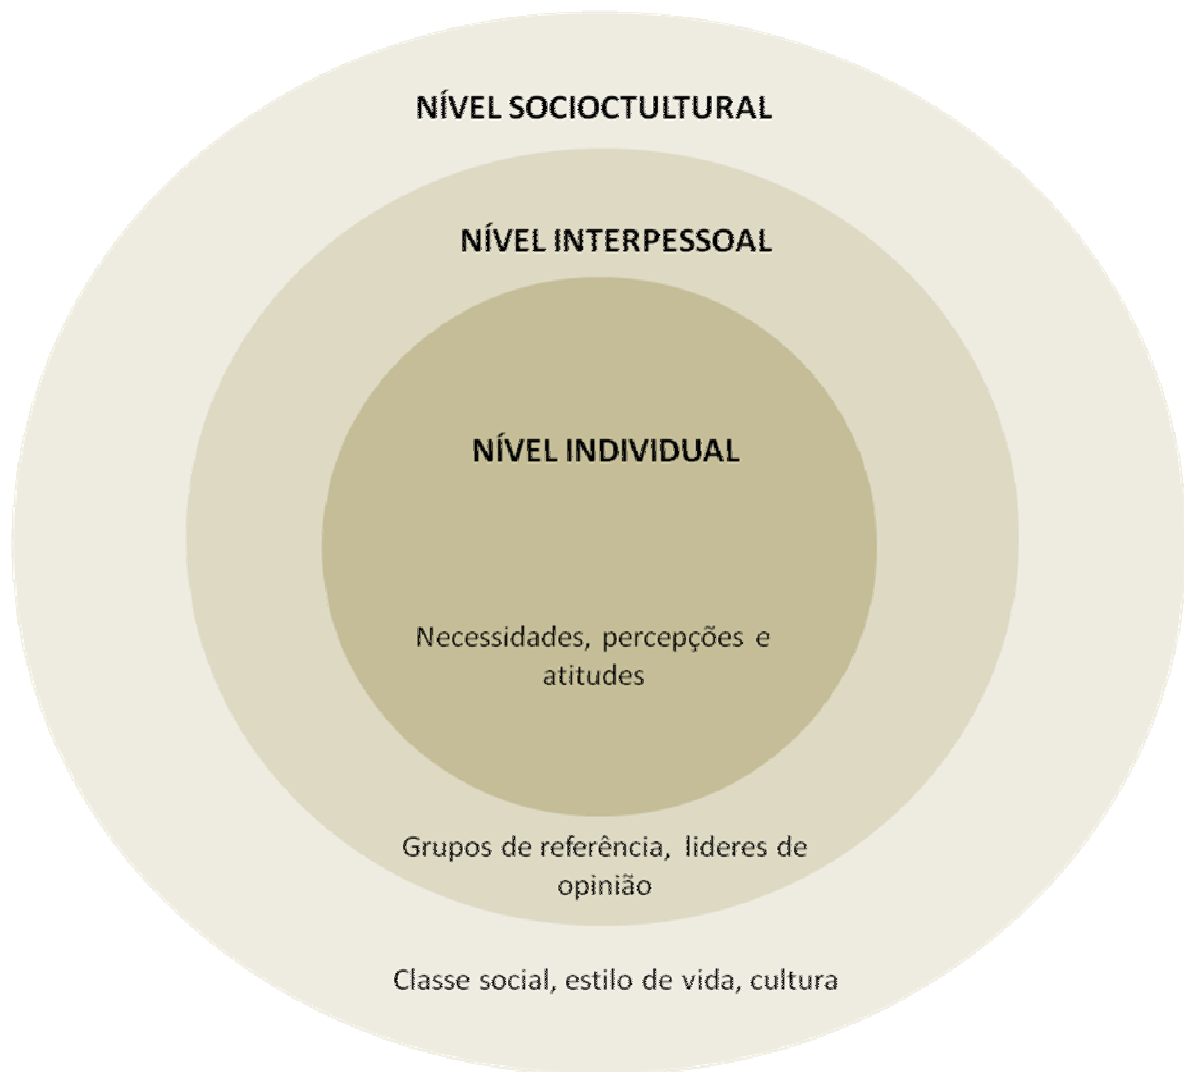 NÍVEL SOCIOCTULTURAL
NÍVEL INTERPESSOAL
NÍVEL INDIVIDUAL
Necessidades, percepções e
atitudes
Grupos de referência, lideres de
opinião
Classe social, estilo de vida, cultura